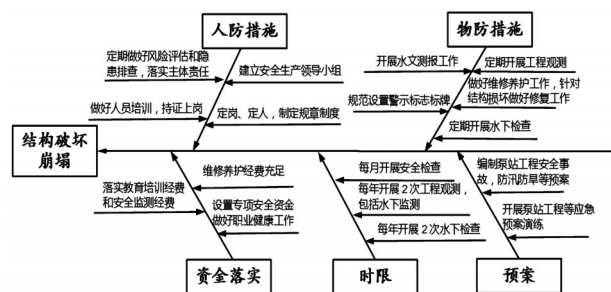 人防措施
物防措施
定期做好风险评估和隐
患排查，落实主体责任
建立安全生产领导小组
做好人员培训，持证上岗
定岗、定人，制定规章制度
开展水文测报工作
定期开展工程观测
做好维修养护工作，针对
结构损坏做好修复工作
规范设置警示标志标牌
定期开展水下检查
结构破坏
崩塌
维修养护经费充足
落实教育培训经费
和安全监测经费
设置专项安全资金
做好职业健康工作
每月开展安全检查
每年开展2次工程观测，
包括水下监测
每年开展2次水下检查
编制泵站工程安全事
故，防汛防旱等预案
开展泵站工程等应急
预案演练
资金落实
时限
预案